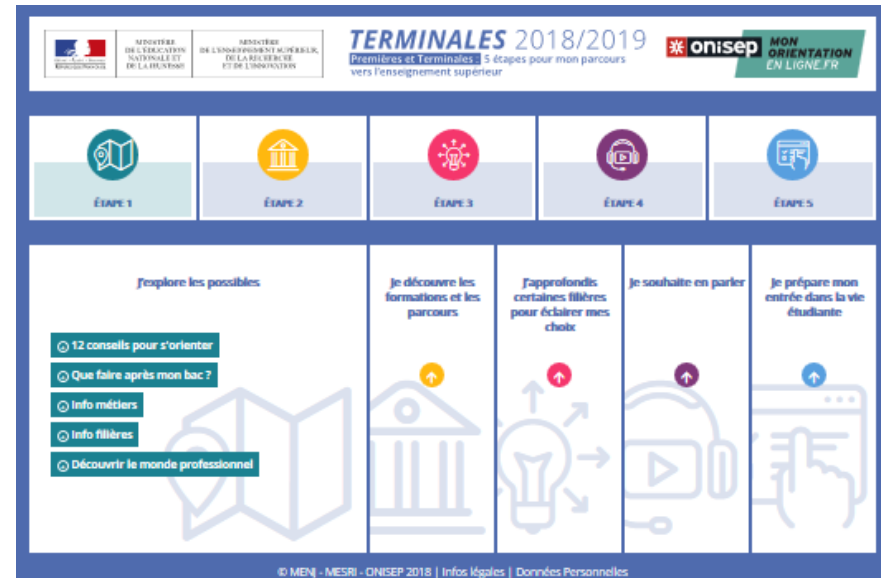 MINISTÈRE
DE L'ÉDUCATION
NATIONALE ET
DE LA JEUNESSE
MINISTÈRE
DE L'ENSEIGNEMENT SUPÉRIEUR,
DE LA RECHERCHE
ET DE L'INNOVATION
TERMINALES 2018/2019
Premières et Terminales : 5 étapes pour mon parcours
vers l'enseignement supérieur
onisep
MON
ORIENTATION
EN LIGNE.FR
ÉTAPE 1
ÉTAPE 2
ÉTAPE 3
ÉTAPE 4
ÉTAPE 5
J'explore les possibles
12 conseils pour s'orienter
Que faire après mon bac ?
Info métiers
Info filières
Découvrir le monde professionnel
Je découvre les
formations et les
parcours
J'approfondis
certaines filières
pour éclairer mes
choix
Je souhaite en parler
Je prépare mon
entrée dans la vie
étudiante
© MENJ - MESRI - ONISEP 2018 | Infos légales | Données Personnelles